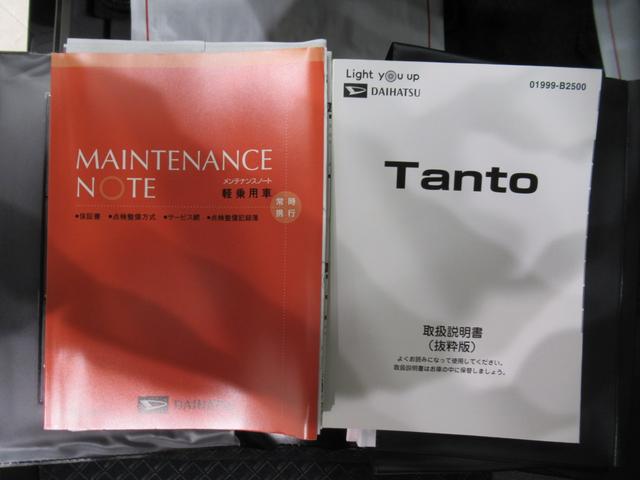 MAINTENANCE
NOTE
メンテナンスノート
軽乗用車
常時
携行
●保証書 ●点検整備方式 ●サービス網 ●点検整備記録簿
DAIHATSU
Light you up
DAIHATSU
01999-B2500
Tanto
取扱説明書
（抜粋版）
よくお読みになって使用してください。
取扱説明書はお車の中に保管しましょう。